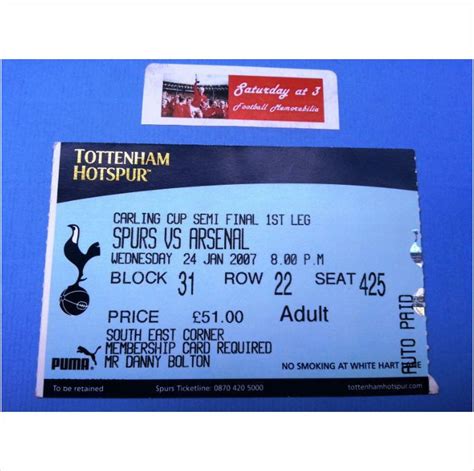 Saturday at 3
Football Memorabilia
TOTTENHAM
HOTSPUR™
CARLING CUP SEMI FINAL 1ST LEG
SPURS VS ARSENAL
WEDNESDAY 24 JAN 2007 8.00 P.M
BLOCK 31 ROW 22 SEAT 425
PRICE £51.00 Adult
SOUTH EAST CORNER
MEMBERSHIP CARD REQUIRED
MR DANNY BOLTON
PUMA
NO SMOKING AT WHITE HART LANE
AUTO PAID
To be retained
Spurs Ticketline: 0870 420 5000
tottenhamhotspur.com